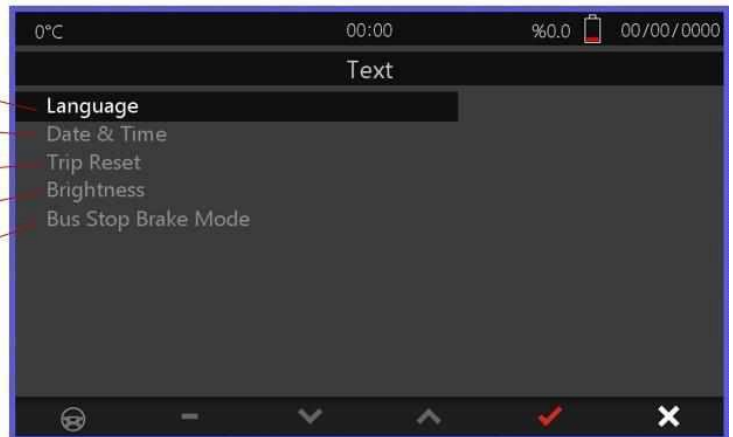 0°C 00:00 %0.0 00/00/0000
Text
Language
Date & Time
Trip Reset
Brightness
Bus Stop Brake Mode